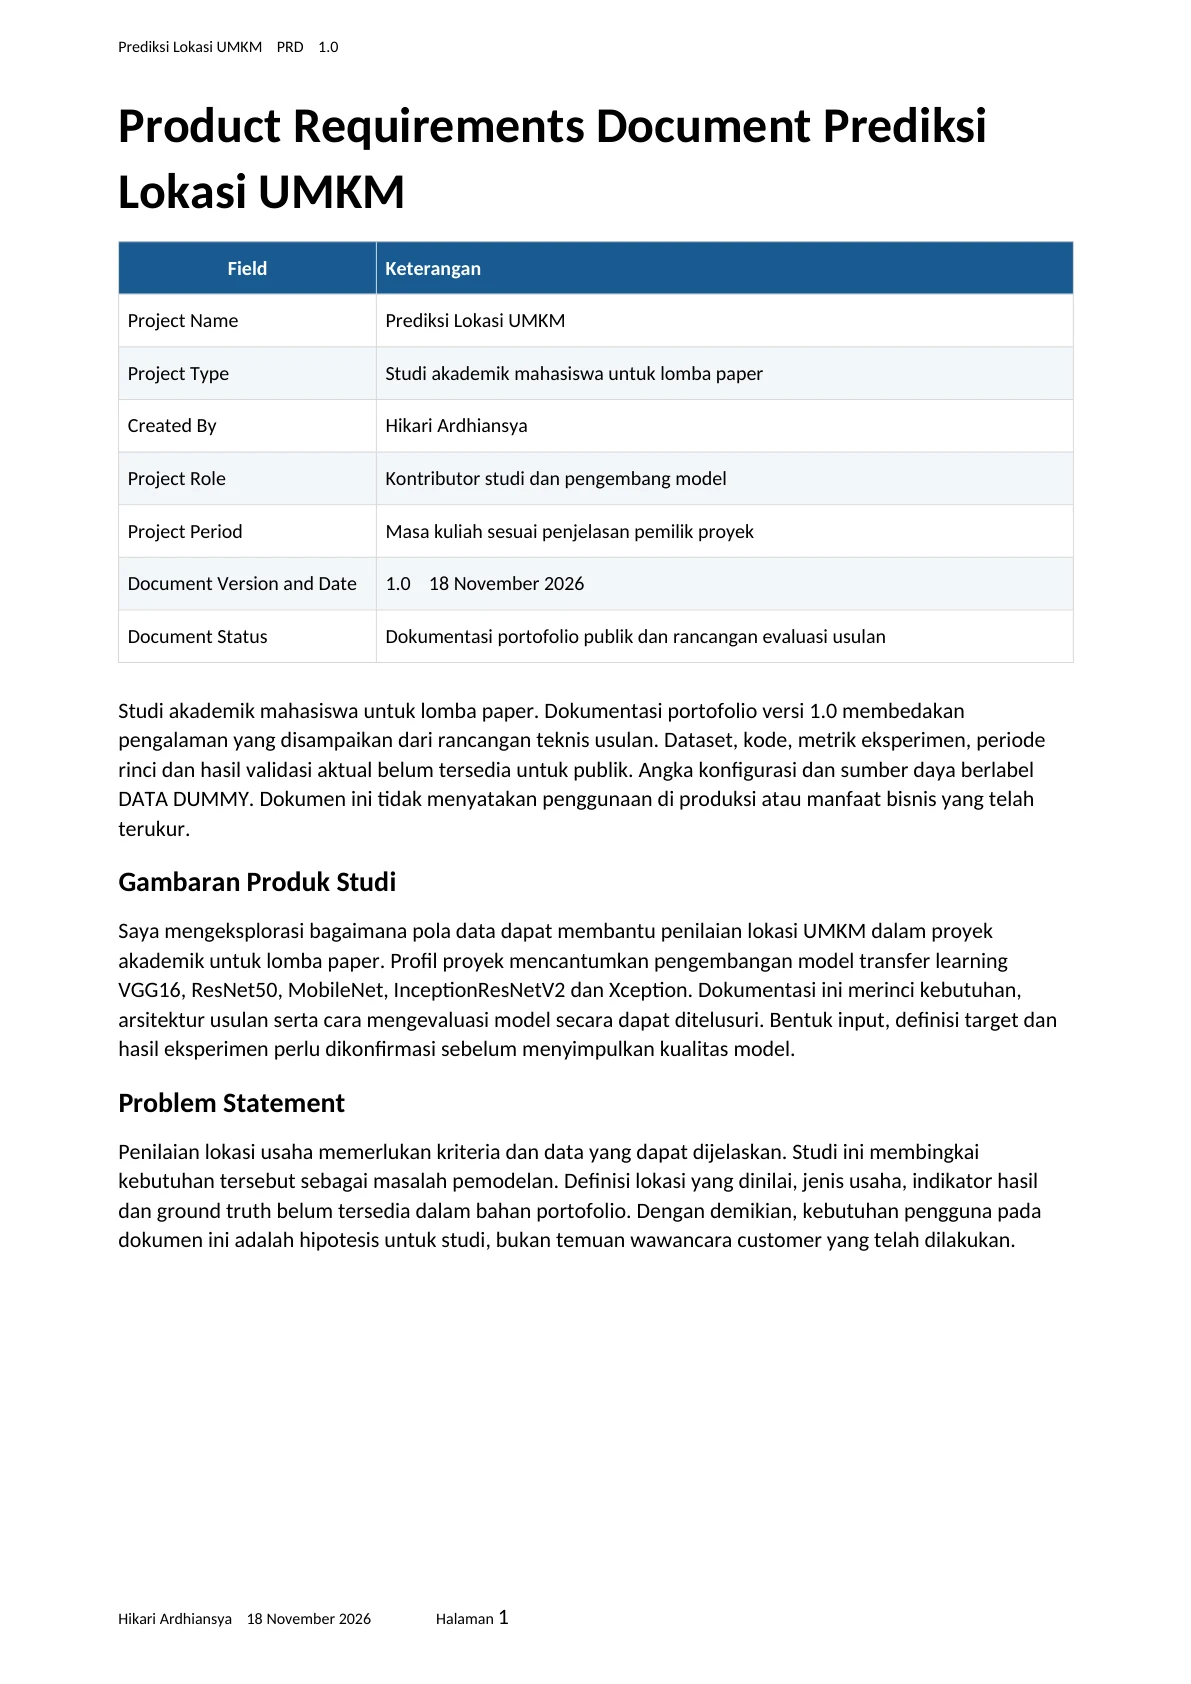 Prediksi Lokasi UMKM PRD 1.0
Product Requirements Document Prediksi
Lokasi UMKM
Field Keterangan
Project Name Prediksi Lokasi UMKM
Project Type Studi akademik mahasiswa untuk lomba paper
Created By Hikari Ardhiansya
Project Role Kontributor studi dan pengembang model
Project Period Masa kuliah sesuai penjelasan pemilik proyek
Document Version and Date 1.0 18 November 2026
Document Status Dokumentasi portofolio publik dan rancangan evaluasi usulan
Studi akademik mahasiswa untuk lomba paper. Dokumentasi portofolio versi 1.0 membedakan
pengalaman yang disampaikan dari rancangan teknis usulan. Dataset, kode, metrik eksperimen, periode
rinci dan hasil validasi aktual belum tersedia untuk publik. Angka konfigurasi dan sumber daya berlabel
DATA DUMMY. Dokumen ini tidak menyatakan penggunaan di produksi atau manfaat bisnis yang telah
terukur.
Gambaran Produk Studi
Saya mengeksplorasi bagaimana pola data dapat membantu penilaian lokasi UMKM dalam proyek
akademik untuk lomba paper. Profil proyek mencantumkan pengembangan model transfer learning
VGG16, ResNet50, MobileNet, InceptionResNetV2 dan Xception. Dokumentasi ini merinci kebutuhan,
arsitektur usulan serta cara mengevaluasi model secara dapat ditelusuri. Bentuk input, definisi target dan
hasil eksperimen perlu dikonfirmasi sebelum menyimpulkan kualitas model.
Problem Statement
Penilaian lokasi usaha memerlukan kriteria dan data yang dapat dijelaskan. Studi ini membingkai
kebutuhan tersebut sebagai masalah pemodelan. Definisi lokasi yang dinilai, jenis usaha, indikator hasil
dan ground truth belum tersedia dalam bahan portofolio. Dengan demikian, kebutuhan pengguna pada
dokumen ini adalah hipotesis untuk studi, bukan temuan wawancara customer yang telah dilakukan.
Hikari Ardhiansya 18 November 2026 Halaman 1